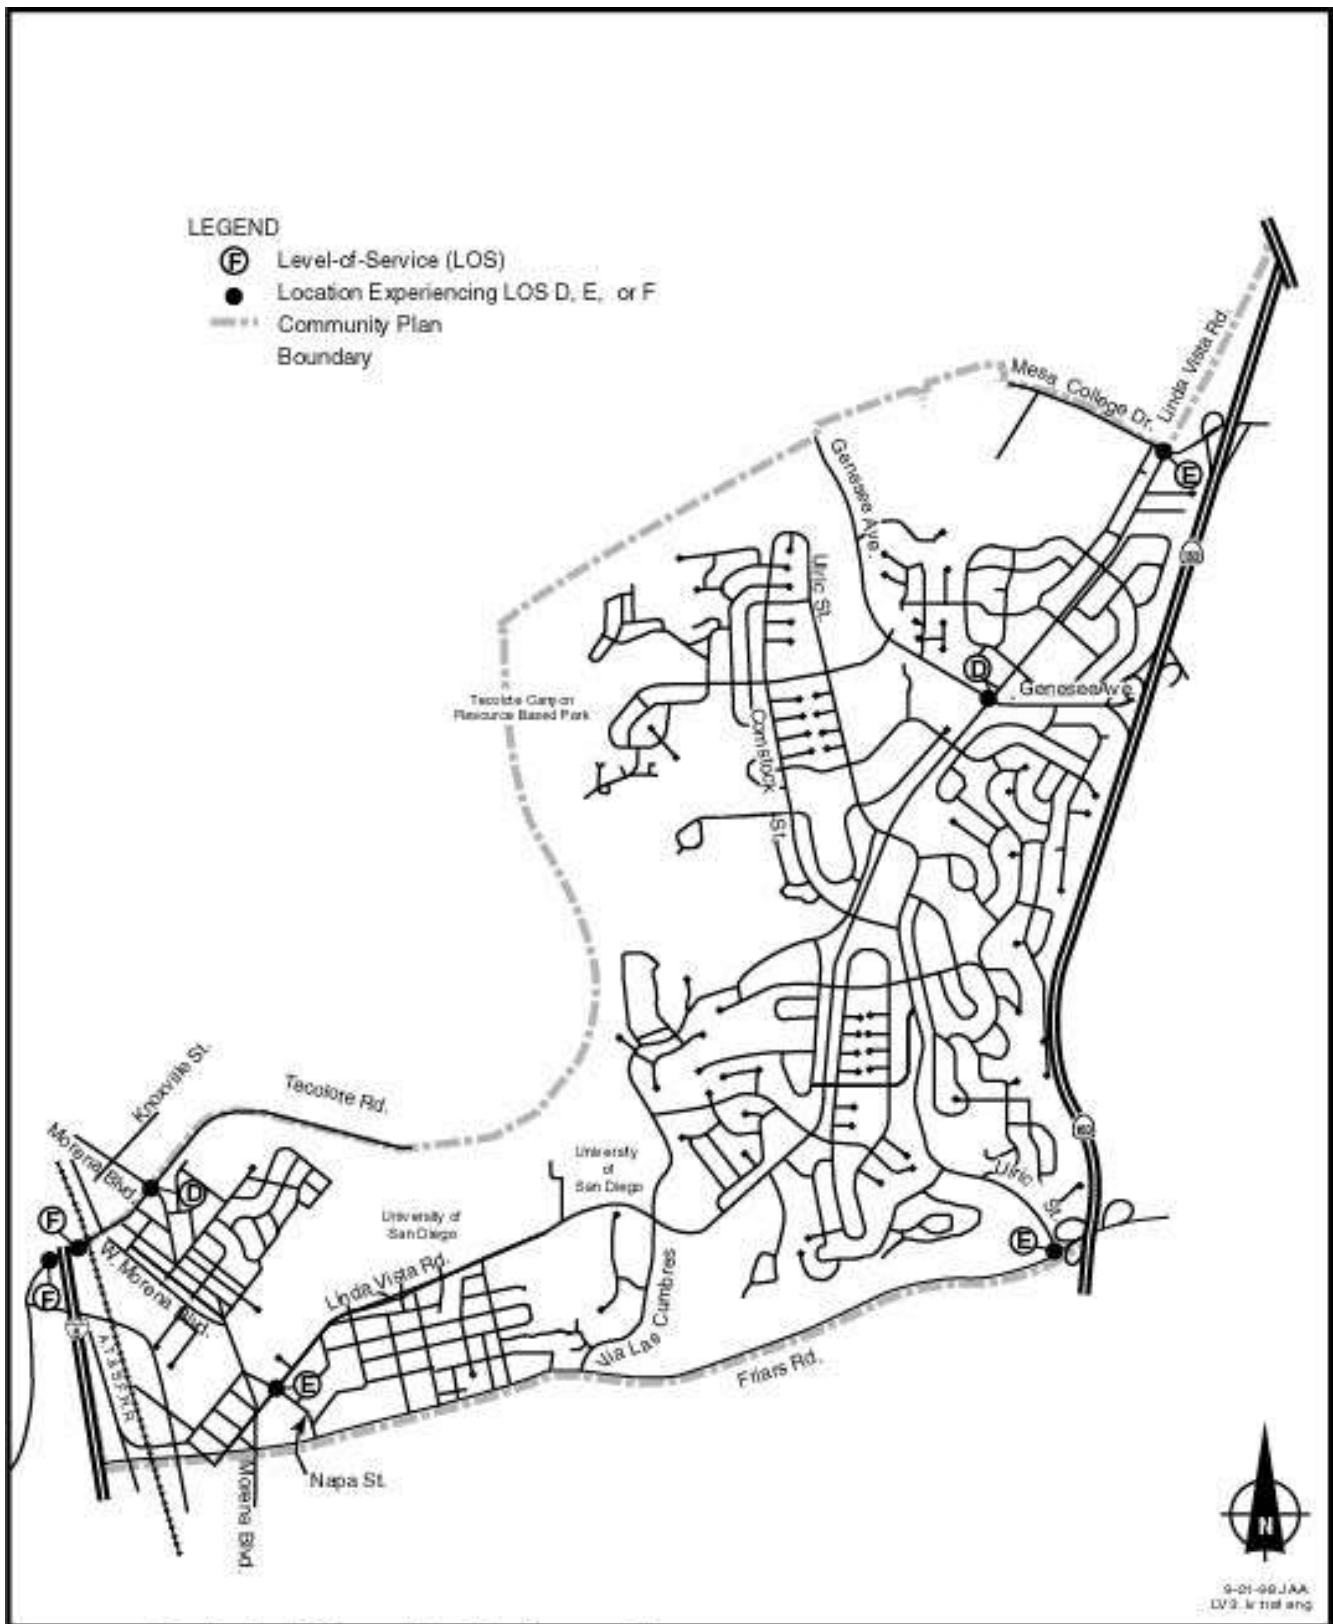 LEGEND
F Level-of-Service (LOS)
Location Experiencing LOS D, E, or F
Community Plan
Boundary
Linda Vista Rd.
Mesa College Dr.
E
Genesee Ave.
Ulric St.
D
Genesee Ave.
Tecolote Canyon
Resource Based Park
Comstock St.
Knoxville St.
Tecolote Rd.
Morena Blvd.
D
University
of
San Diego
Ulric St.
F
University of
San Diego
E
W. Morena Blvd.
Linda Vista Rd.
F
Via Las Cumbres
A.T.& S.F. R.R
Friars Rd.
E
Napa St.
Morena Blvd.
N